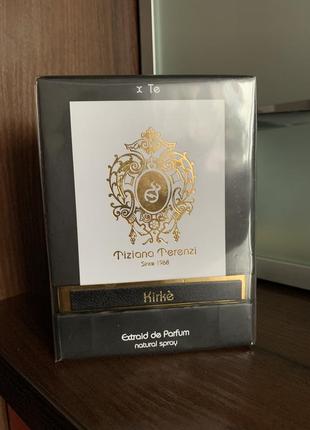 x Te
Tiziana Terenzi
Since 1968
Kirkè
Extrait de Parfum
natural spray